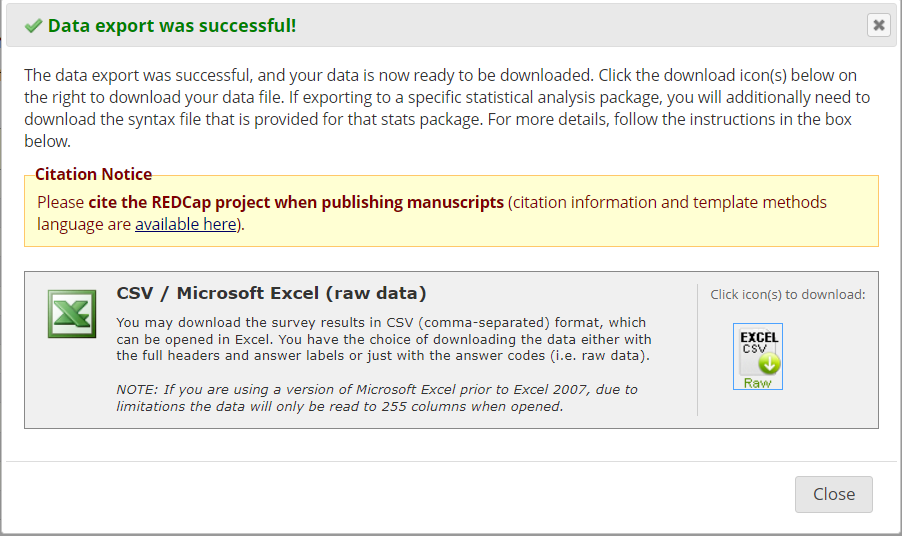 Data export was successful!
The data export was successful, and your data is now ready to be downloaded. Click the download icon(s) below on
the right to download your data file. If exporting to a specific statistical analysis package, you will additionally need to
download the syntax file that is provided for that stats package. For more details, follow the instructions in the box
below.
Citation Notice
Please cite the REDCap project when publishing manuscripts (citation information and template methods
language are available here).
CSV / Microsoft Excel (raw data)
You may download the survey results in CSV (comma-separated) format, which
can be opened in Excel. You have the choice of downloading the data either with
the full headers and answer labels or just with the answer codes (i.e. raw data).
NOTE: If you are using a version of Microsoft Excel prior to Excel 2007, due to
limitations the data will only be read to 255 columns when opened.
Click icon(s) to download:
EXCEL
CSV
Raw
Close